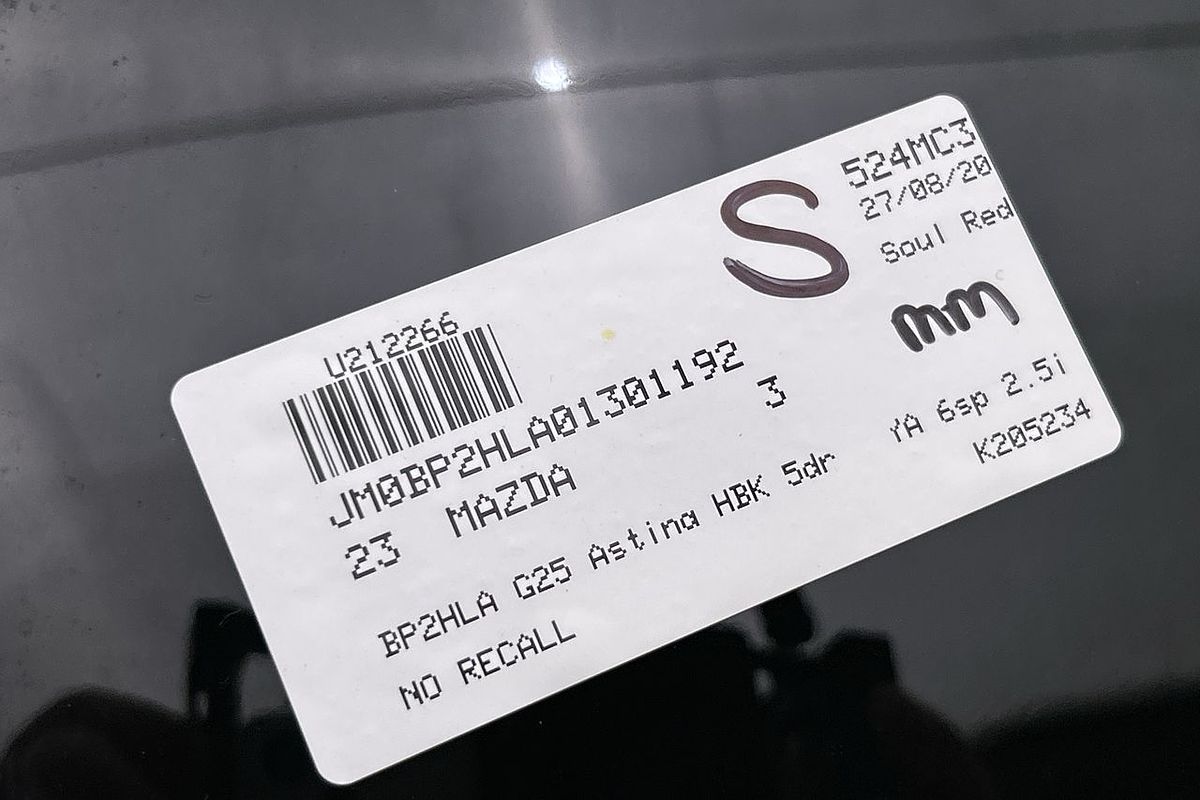 U212266
JM0BP2HLA01301192
23 MAZDA 3
BP2HLA G25 Astina HBK 5dr
NO RECALL
S
524MC3
27/08/20
Soul Red
mm
YA 6sp 2.5i
K205234